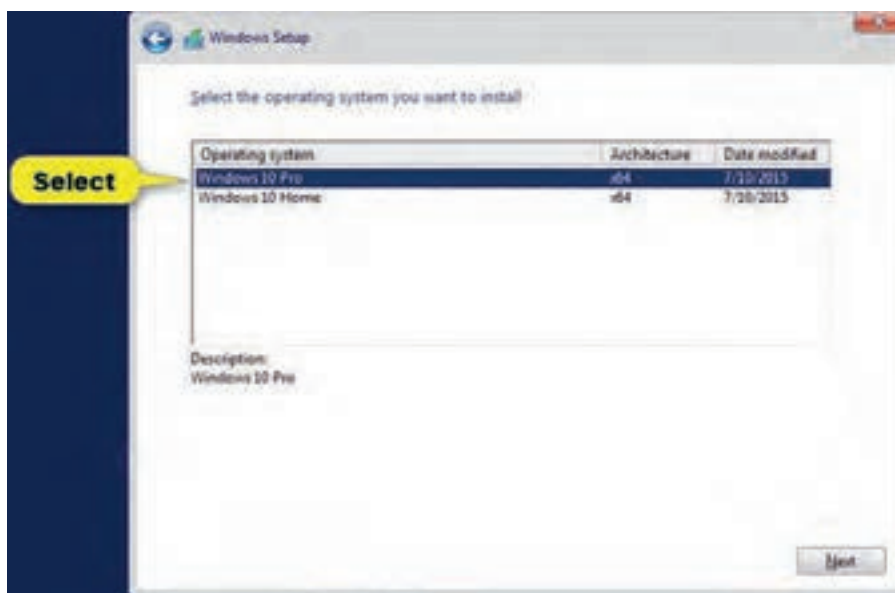 Windows Setup
Select the operating system you want to install
Operating system Architecture Date modified
Select
Windows 10 Pro x64 7/10/2015
Windows 10 Home x64 7/10/2015
Description:
Windows 10 Pro
Next